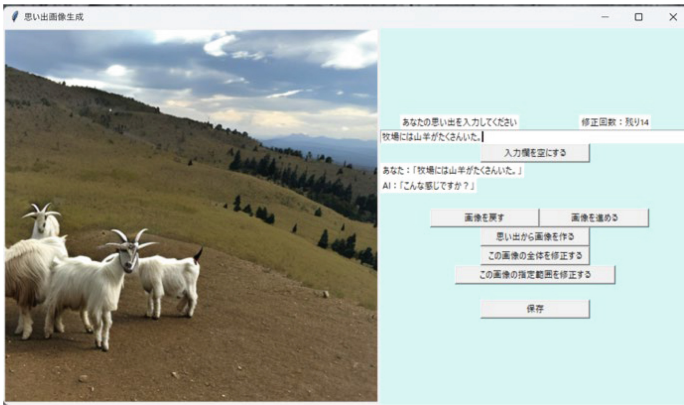 思い出画像生成
あなたの思い出を入力してください
修正回数：残り14
牧場には山羊がたくさんいた。
入力欄を空にする
あなた：「牧場には山羊がたくさんいた。」
AI：「こんな感じですか？」
画像を戻す
画像を進める
思い出から画像を作る
この画像の全体を修正する
この画像の指定範囲を修正する
保存